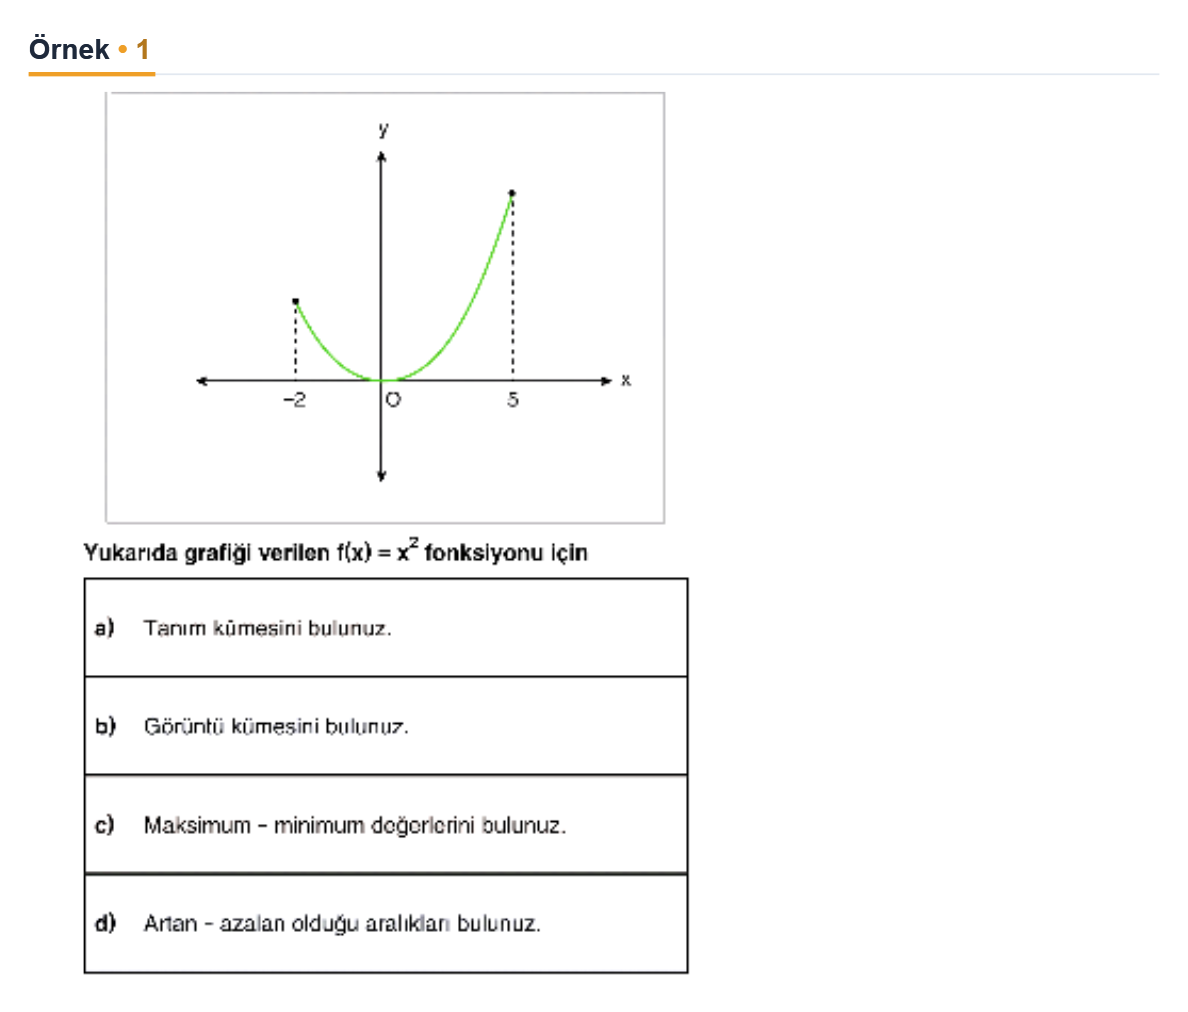 Örnek • 1
y
x
-2
O
5
Yukarıda grafiği verilen f(x) = x² fonksiyonu için
a) Tanım kümesini bulunuz.
b) Görüntü kümesini bulunuz.
c) Maksimum - minimum değerlerini bulunuz.
d) Artan - azalan olduğu aralıkları bulunuz.